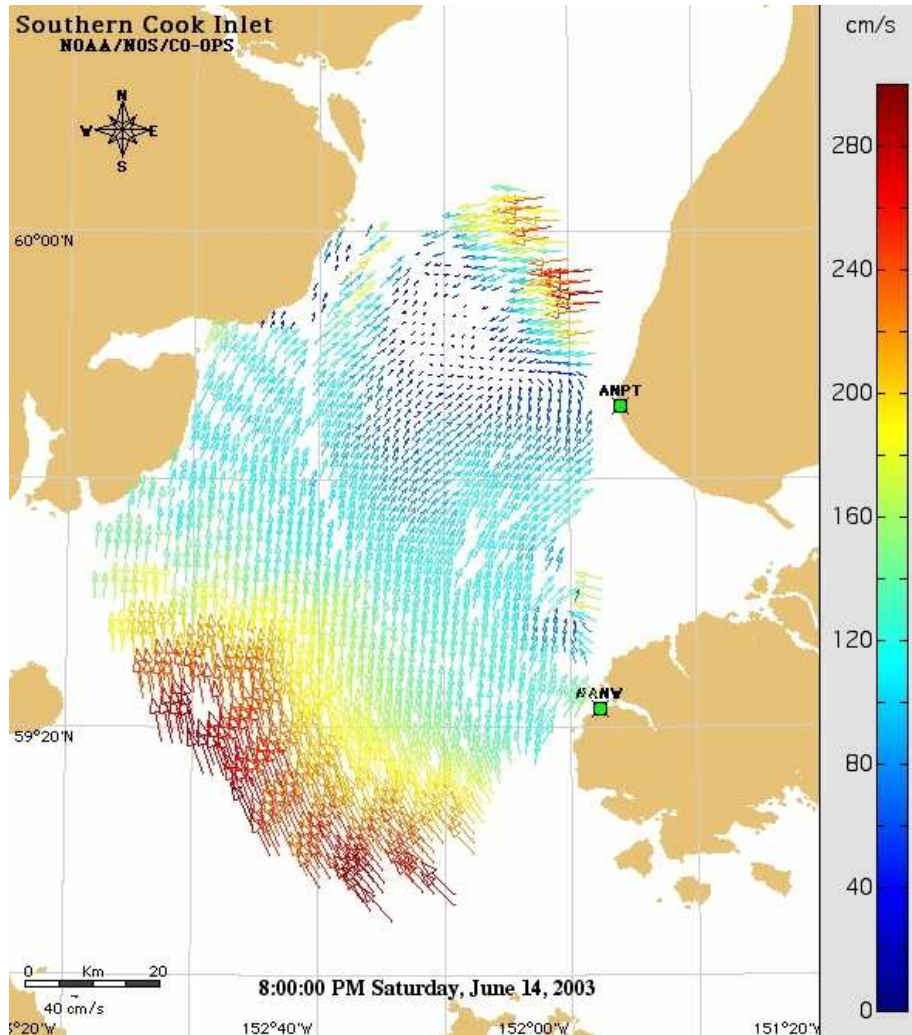 Southern Cook Inlet
NOAA/NOS/CO-OPS
cm/s
N
W E
S
280
60°00'N
240
ANPT
200
160
120
59°20'N
80
40
0 Km 20
40 cm/s
8:00:00 PM Saturday, June 14, 2003
0
3°20'W 152°40'W 152°00'W 151°20'W